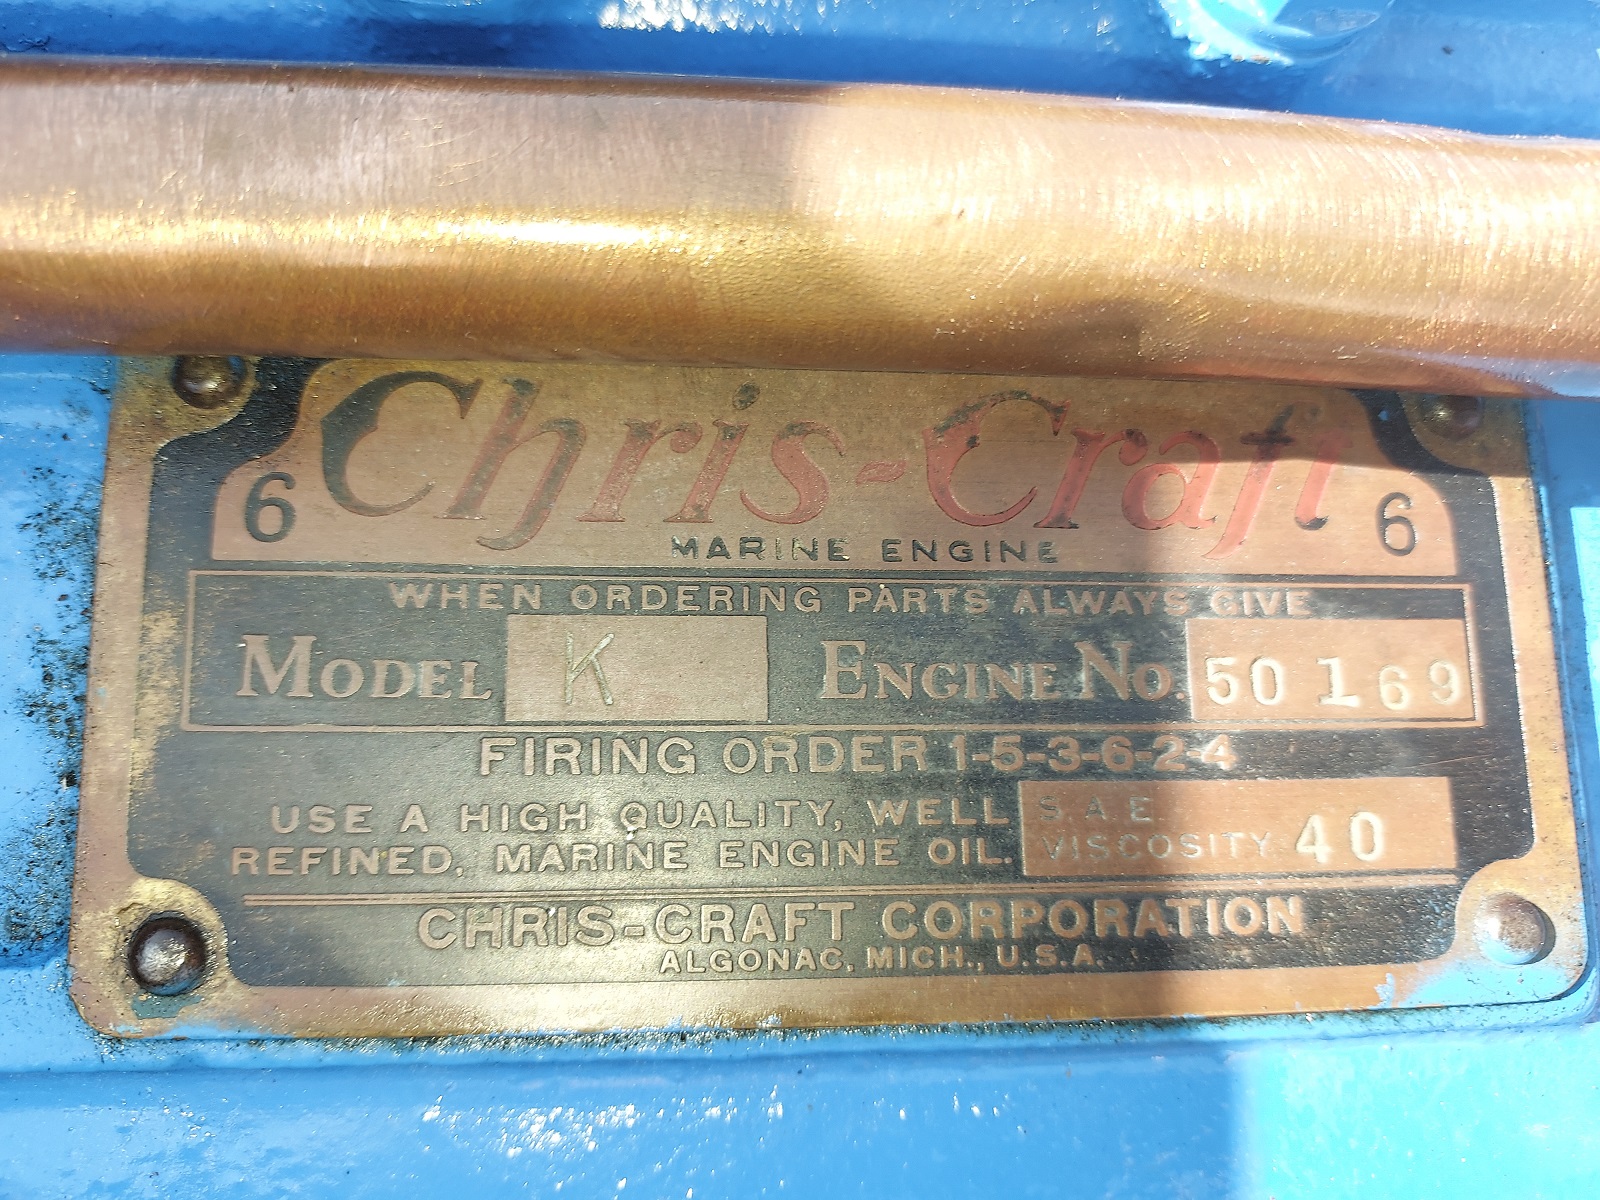 6 Chris-Craft 6
MARINE ENGINE
WHEN ORDERING PARTS ALWAYS GIVE
MODEL K ENGINE NO. 50169
FIRING ORDER 1-5-3-6-2-4
USE A HIGH QUALITY, WELL S.A.E.
REFINED, MARINE ENGINE OIL. VISCOSITY 40
CHRIS-CRAFT CORPORATION
ALGONAC, MICH., U.S.A.